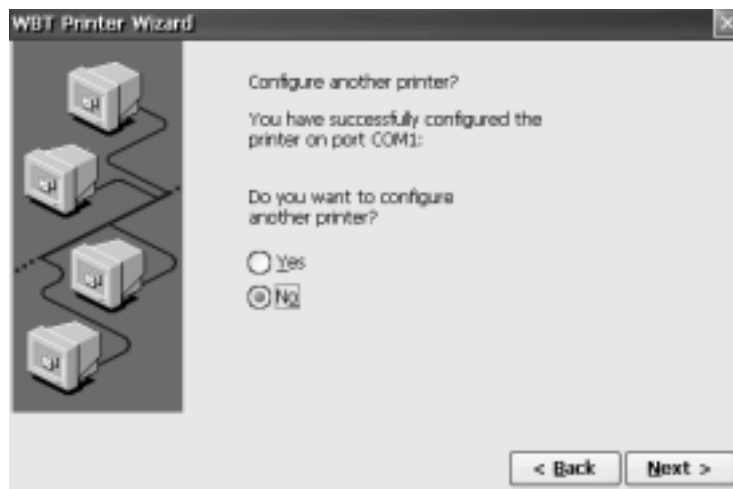 WBT Printer Wizard
Configure another printer?
You have successfully configured the
printer on port COM1:
Do you want to configure
another printer?
Yes
No
< Back
Next >